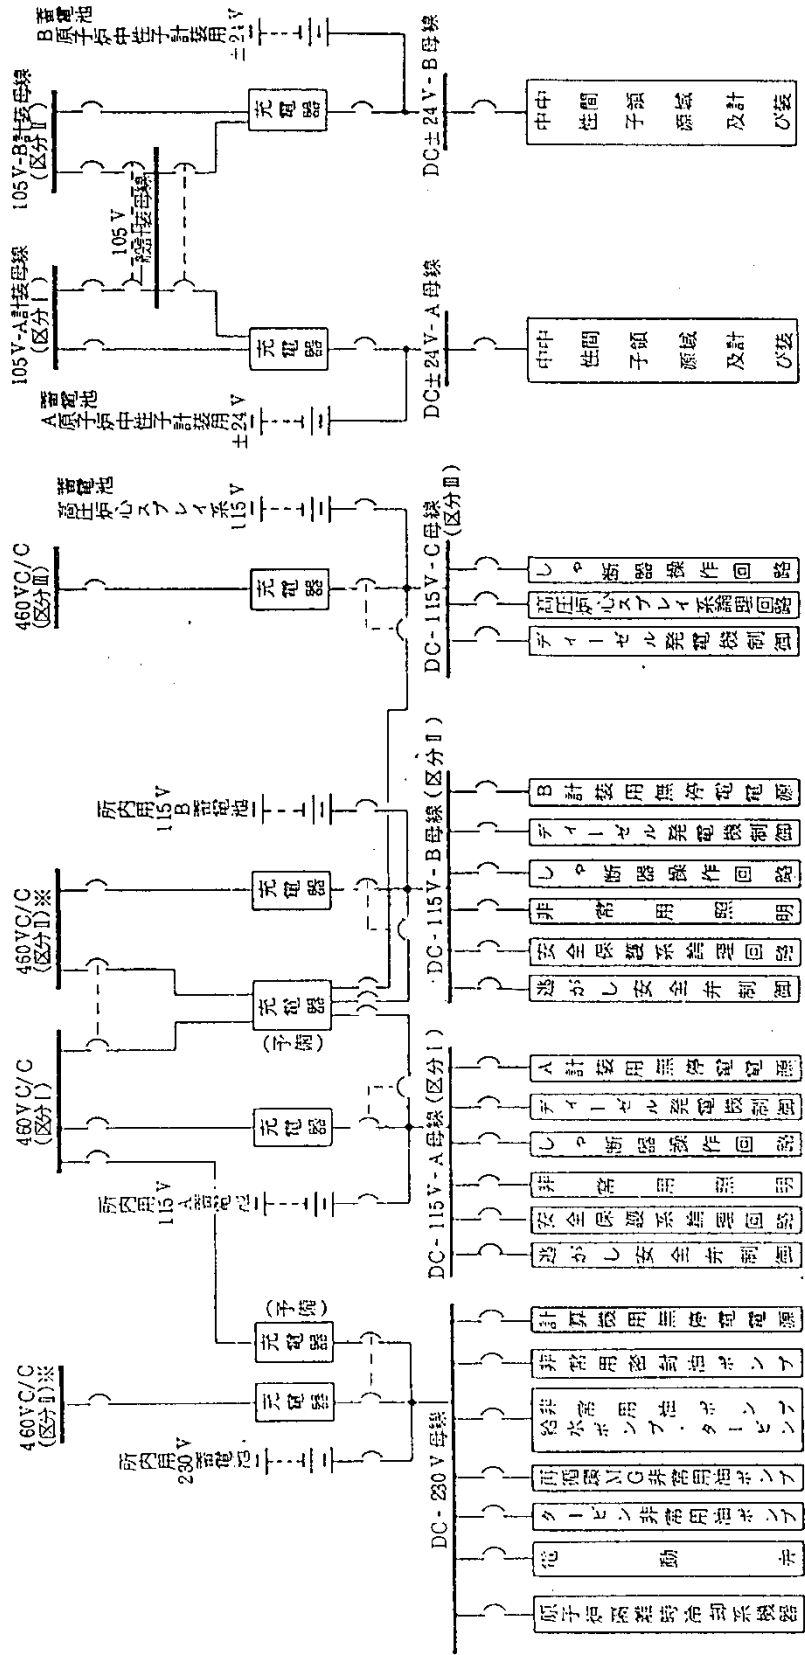 460VC/C
(区分Ⅱ)※
460VC/C
(区分Ⅰ)
460VC/C
(区分Ⅱ)※
460VC/C
(区分Ⅲ)
105V-A計装母線
(区分Ⅰ)
105V-B計装母線
(区分Ⅱ)
105V
一般計装母線
所内用
230V
蓄電池
充電器
充電器
(予備)
所内用
115V
A蓄電池
充電器
充電器
(予備)
充電器
所内用
115V
B蓄電池
充電器
蓄電池
高圧炉心スプレイ系
115V
蓄電池
A原子炉中性子計装用
±24V
充電器
充電器
蓄電池
B原子炉中性子計装用
±24V
DC-230V母線
DC-115V-A母線(区分Ⅰ)
DC-115V-B母線(区分Ⅱ)
DC-115V-C母線
(区分Ⅲ)
DC±24V-A母線
DC±24V-B母線
原子炉隔離時冷却系機器
電動弁
タービン非常用油ポンプ
再循環MG非常用油ポンプ
給水ポンプ・タービン
非常用油ポンプ
非常用密封油ポンプ
計算機用無停電電源
逃がし安全弁制御
安全保護系論理回路
非常用照明
しゃ断器操作回路
ディーゼル発電機制御
A計装用無停電電源
逃がし安全弁制御
安全保護系論理回路
非常用照明
しゃ断器操作回路
ディーゼル発電機制御
B計装用無停電電源
ディーゼル発電機制御
高圧炉心スプレイ系論理回路
しゃ断器操作回路
中性子源及び
中間領域計装
中性子源及び
中間領域計装